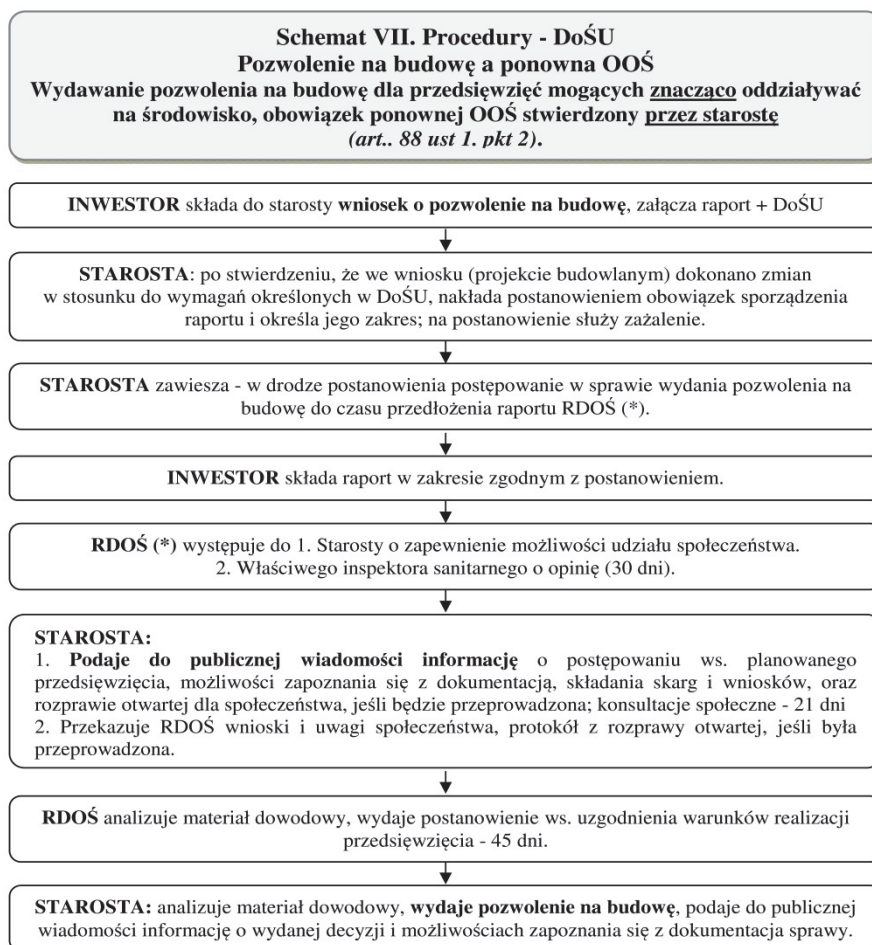 Schemat VII. Procedury - DoŚU
Pozwolenie na budowę a ponowna OOŚ
Wydawanie pozwolenia na budowę dla przedsięwzięć mogących znacząco oddziaływać
na środowisko, obowiązek ponownej OOŚ stwierdzony przez starostę
(art.. 88 ust 1. pkt 2).
INWESTOR składa do starosty wniosek o pozwolenie na budowę, załącza raport + DoŚU
STAROSTA: po stwierdzeniu, że we wniosku (projekcie budowlanym) dokonano zmian
w stosunku do wymagań określonych w DoŚU, nakłada postanowieniem obowiązek sporządzenia
raportu i określa jego zakres; na postanowienie służy zażalenie.
STAROSTA zawiesza - w drodze postanowienia postępowanie w sprawie wydania pozwolenia na
budowę do czasu przedłożenia raportu RDOŚ (*).
INWESTOR składa raport w zakresie zgodnym z postanowieniem.
RDOŚ (*) występuje do 1. Starosty o zapewnienie możliwości udziału społeczeństwa.
2. Właściwego inspektora sanitarnego o opinię (30 dni).
STAROSTA:
1. Podaje do publicznej wiadomości informację o postępowaniu ws. planowanego
przedsięwzięcia, możliwości zapoznania się z dokumentacją, składania skarg i wniosków, oraz
rozprawie otwartej dla społeczeństwa, jeśli będzie przeprowadzona; konsultacje społeczne - 21 dni
2. Przekazuje RDOŚ wnioski i uwagi społeczeństwa, protokół z rozprawy otwartej, jeśli była
przeprowadzona.
RDOŚ analizuje materiał dowodowy, wydaje postanowienie ws. uzgodnienia warunków realizacji
przedsięwzięcia - 45 dni.
STAROSTA: analizuje materiał dowodowy, wydaje pozwolenie na budowę, podaje do publicznej
wiadomości informację o wydanej decyzji i możliwościach zapoznania się z dokumentacja sprawy.